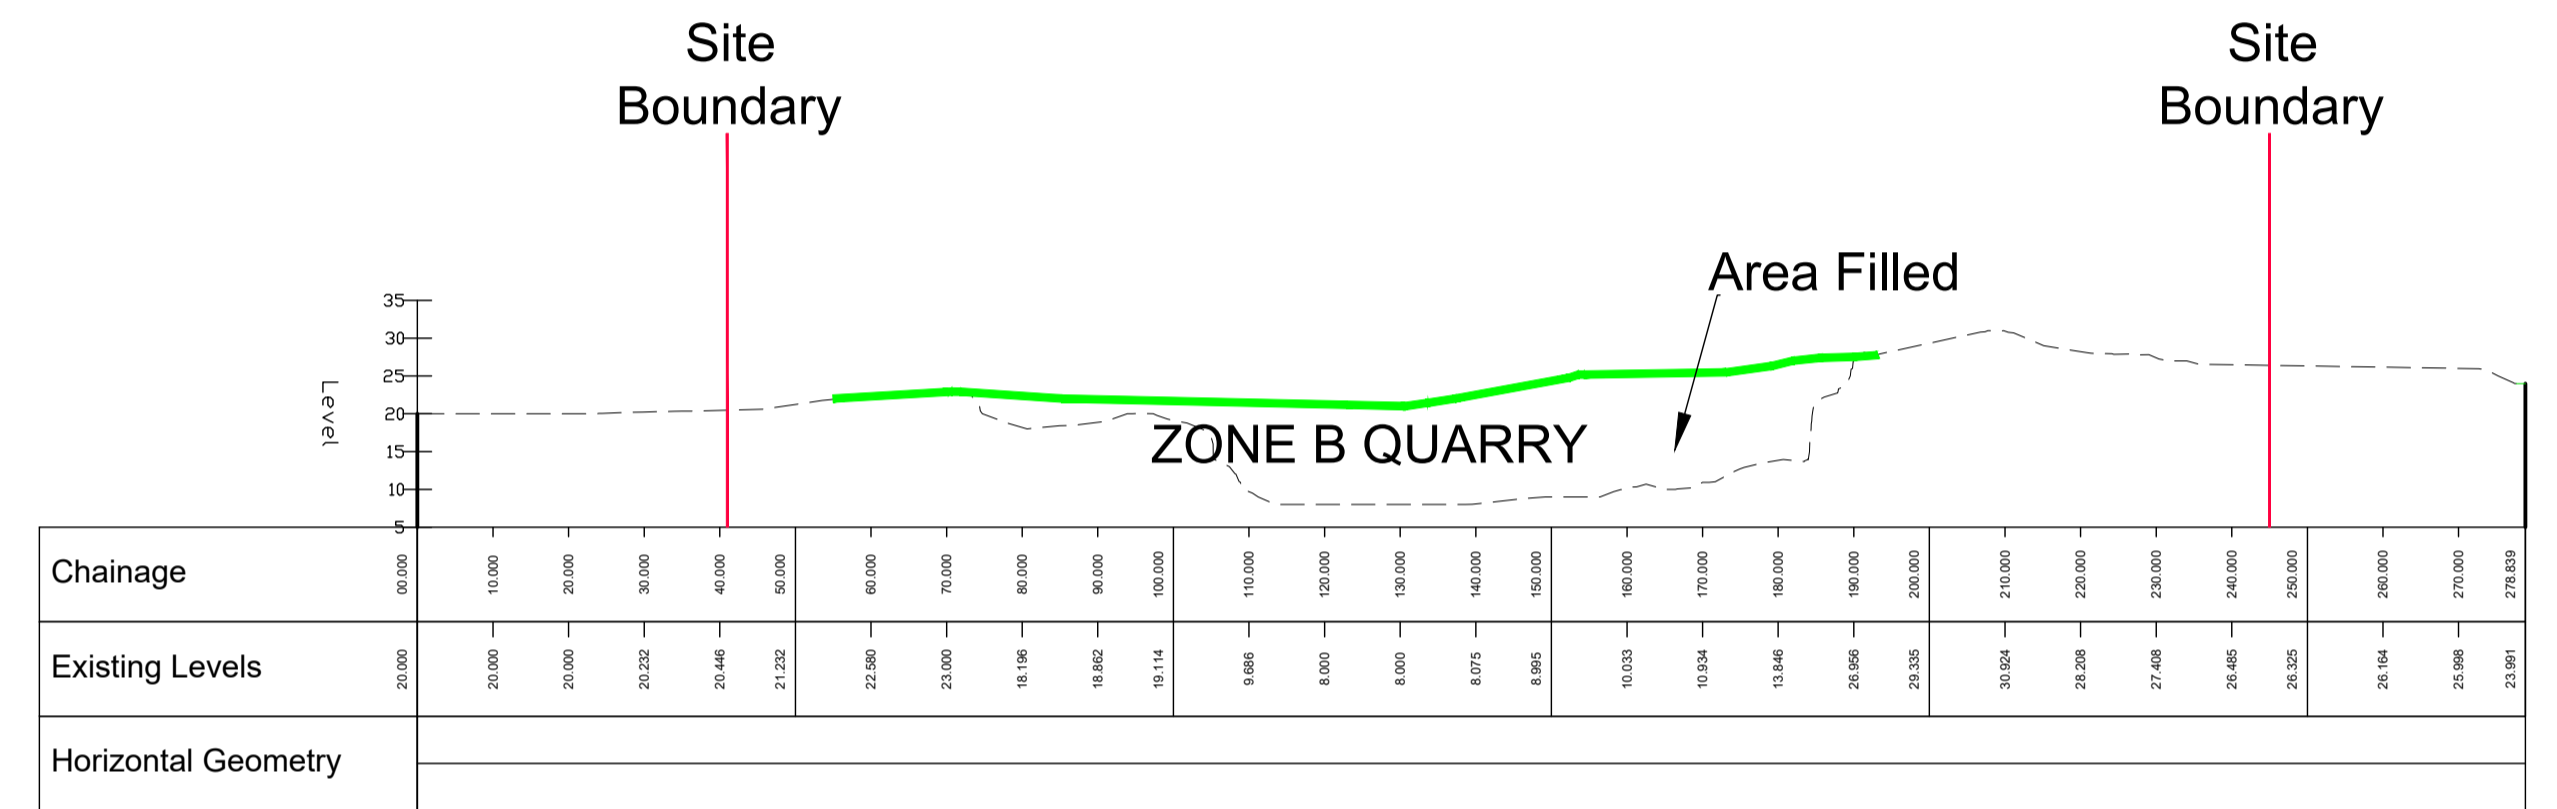 Site
Boundary
Site
Boundary
Area Filled
35
30
25
20
15
10
5
Level
ZONE B QUARRY
Chainage 00.000 10.000 20.000 30.000 40.000 50.000 60.000 70.000 80.000 90.000 100.000 110.000 120.000 130.000 140.000 150.000 160.000 170.000 180.000 190.000 200.000 210.000 220.000 230.000 240.000 250.000 260.000 270.000 278.839
Existing Levels 20.000 20.000 20.000 20.232 20.446 21.232 22.580 23.000 18.196 18.862 19.114 9.686 8.000 8.000 8.075 8.995 10.033 10.934 13.846 26.956 29.335 30.924 28.208 27.408 26.485 26.325 26.164 25.998 23.991
Horizontal Geometry